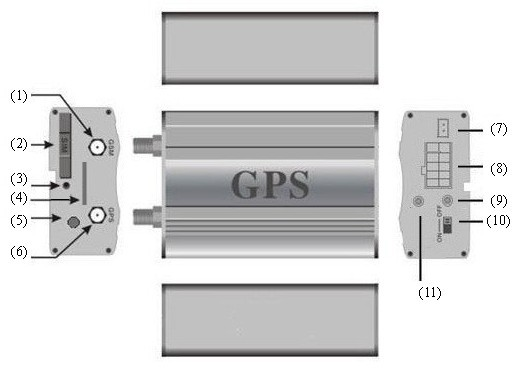 (1)
(2)
(3)
(4)
(5)
(6)
SIM
GSM
GPS
GPS
(7)
(8)
(9)
(10)
(11)
ON
OFF